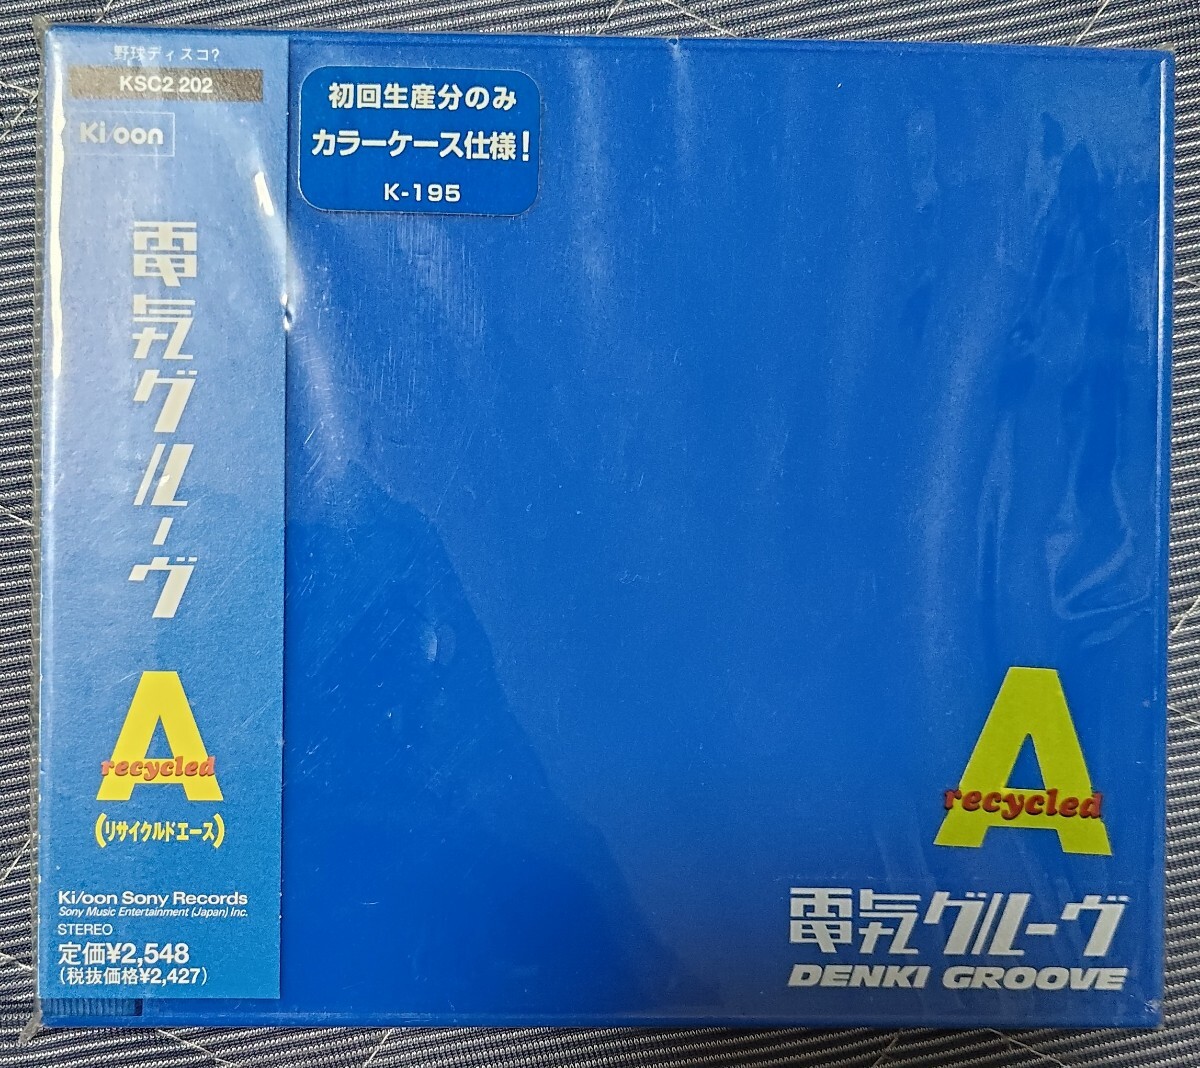 野球ディスコ?
KSC2 202
Ki/oon
電気グルーヴ
A
recycled
(リサイクルドエース)
Ki/oon Sony Records
Sony Music Entertainment (Japan) Inc.
STEREO
定価¥2,548
(税抜価格¥2,427)
初回生産分のみ
カラーケース仕様!
K-195
A
recycled
電気グルーヴ
DENKI GROOVE